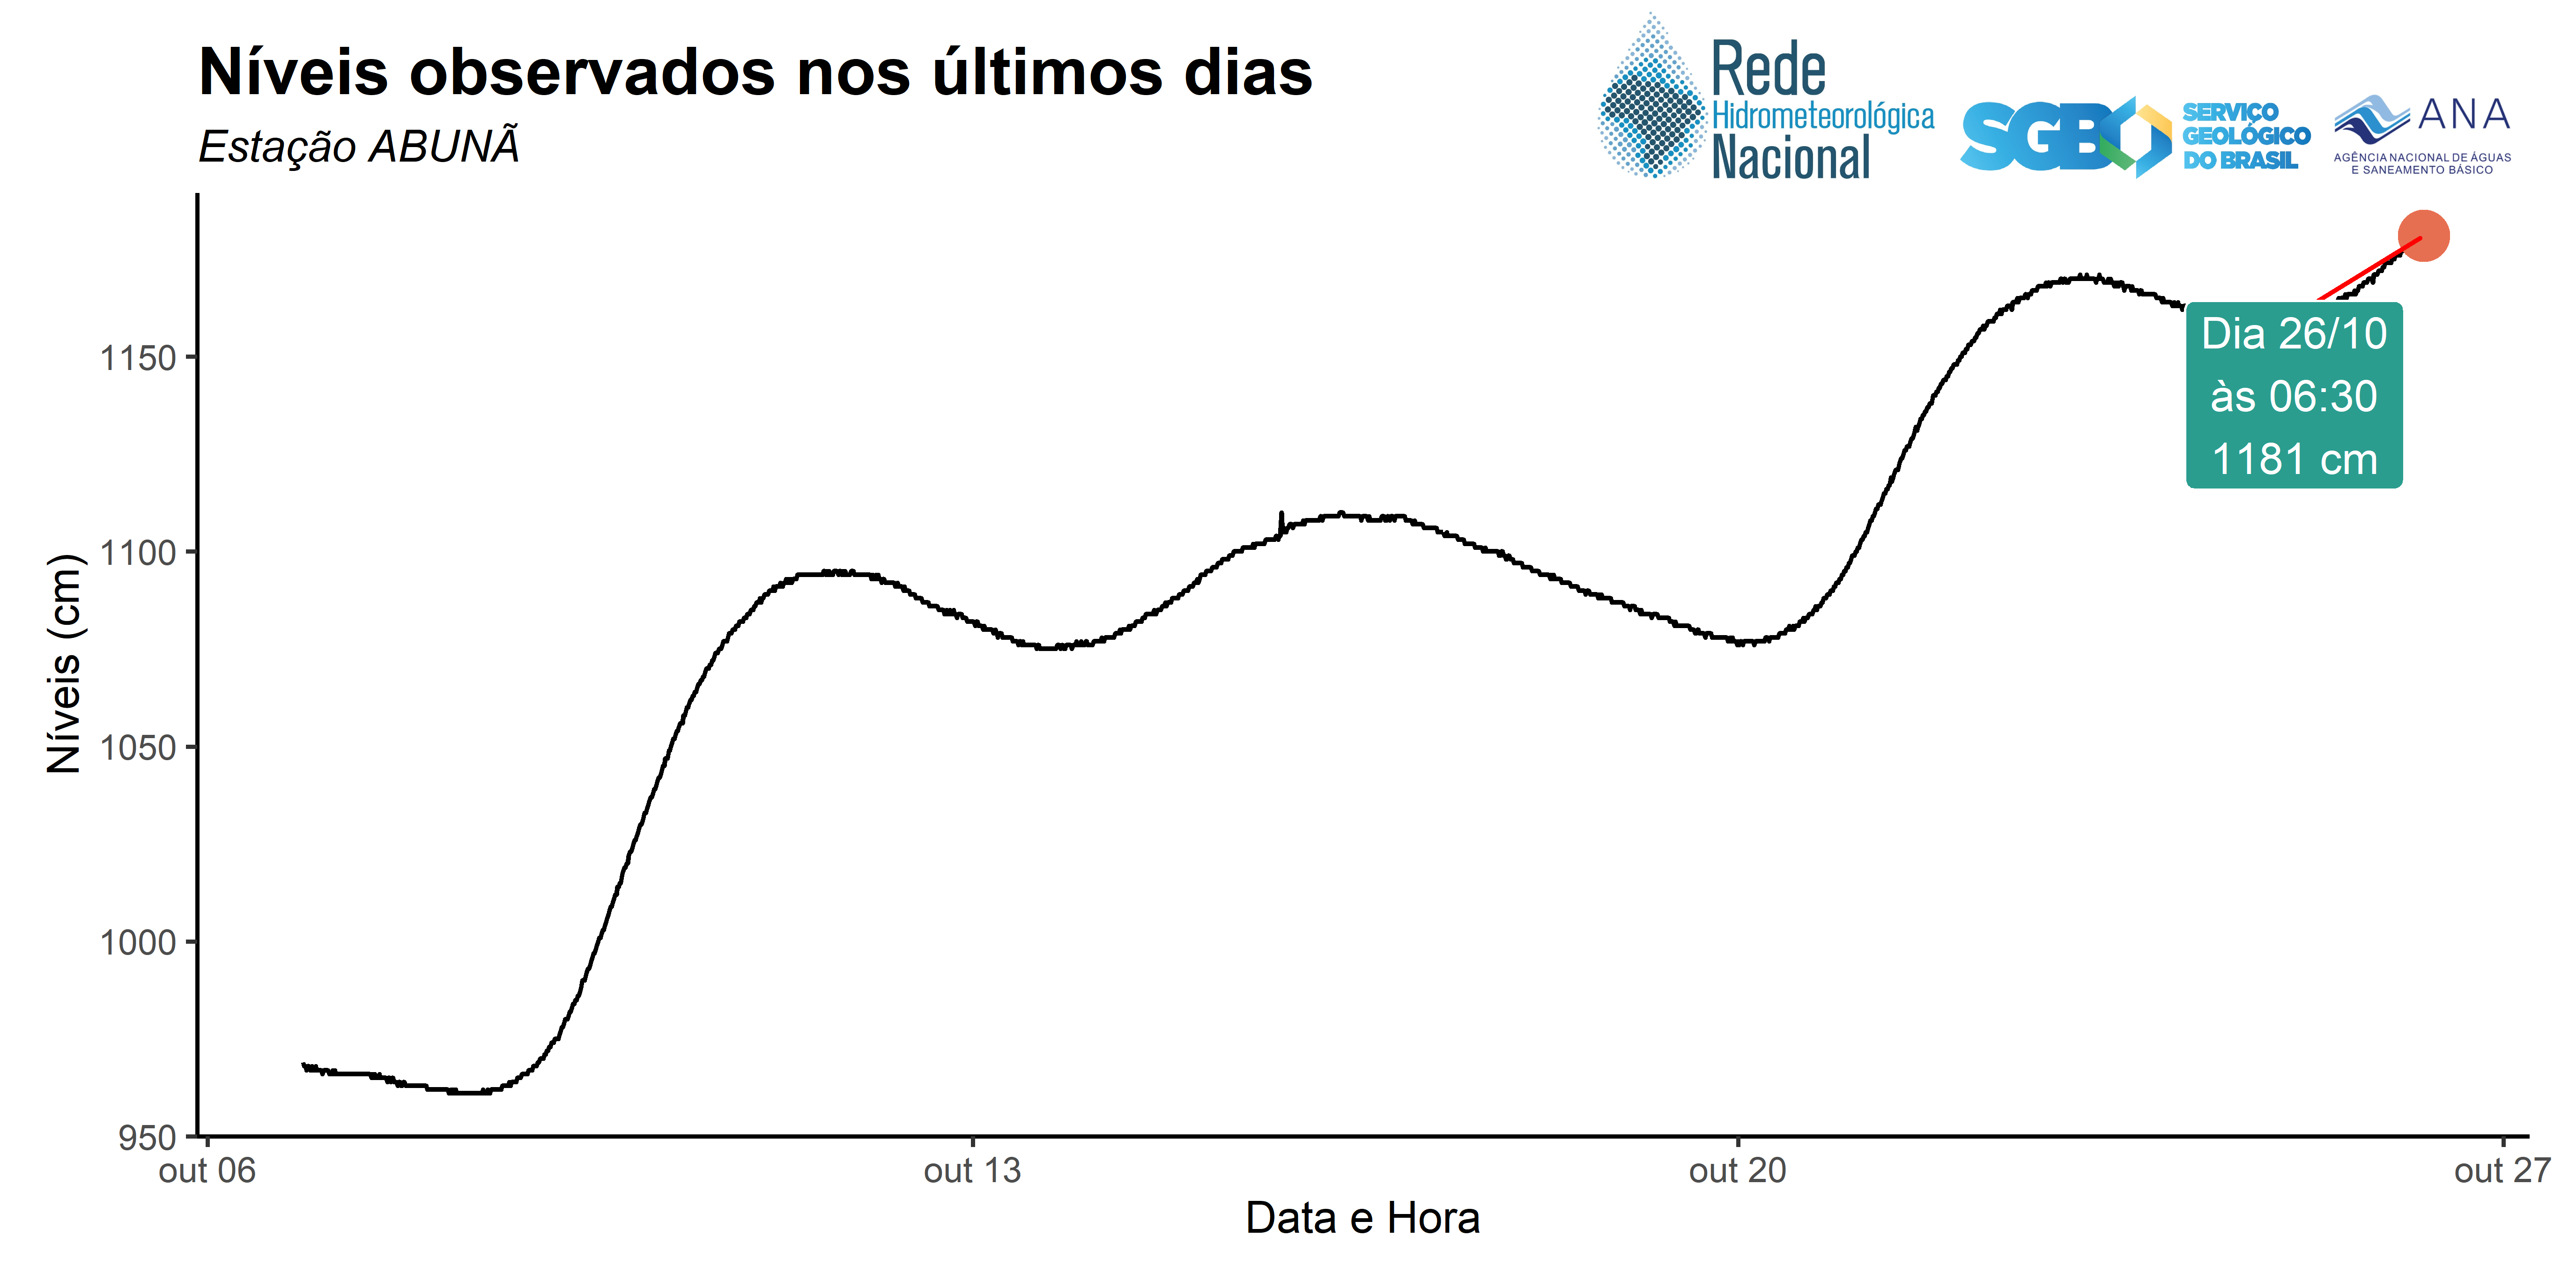 Níveis observados nos últimos dias
Estação ABUNÃ
Rede
Hidrometeorológica
Nacional
SGB
SERVIÇO
GEOLÓGICO
DO BRASIL
ANA
AGÊNCIA NACIONAL DE ÁGUAS
E SANEAMENTO BÁSICO
Níveis (cm)
1150
1100
1050
1000
950
Dia 26/10
às 06:30
1181 cm
out 06
out 13
out 20
out 27
Data e Hora